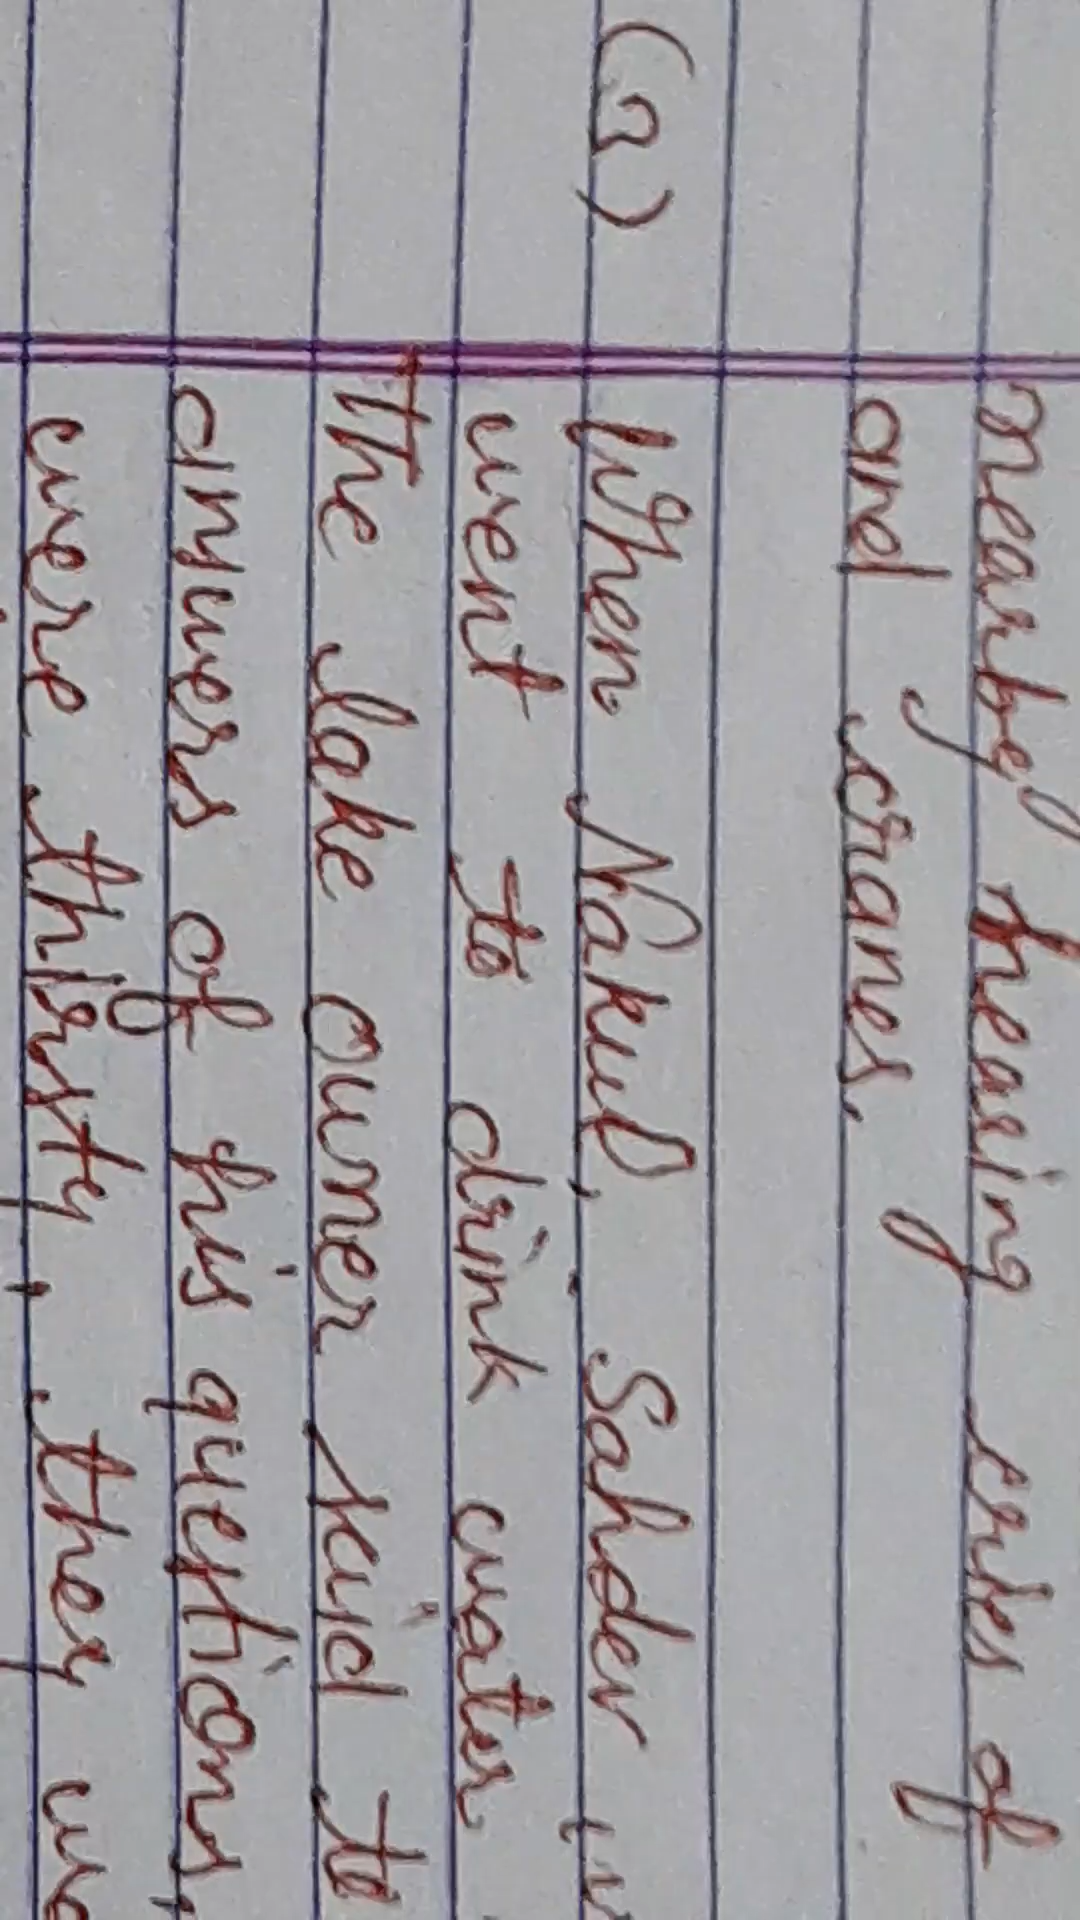 nearby hearing cries of
and cranes.
(a) When Nakul, Sahdev
went to drink water
the lake owner said to
answers of his questions,
were thirsty, they